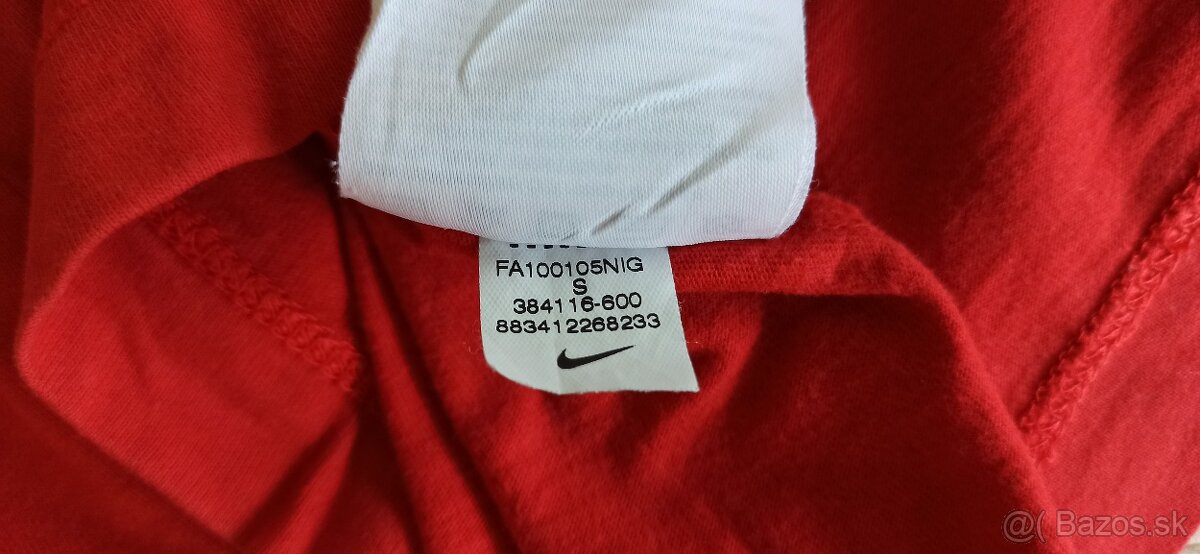 FA100105NIG
S
384116-600
883412268233
@( Bazos.sk